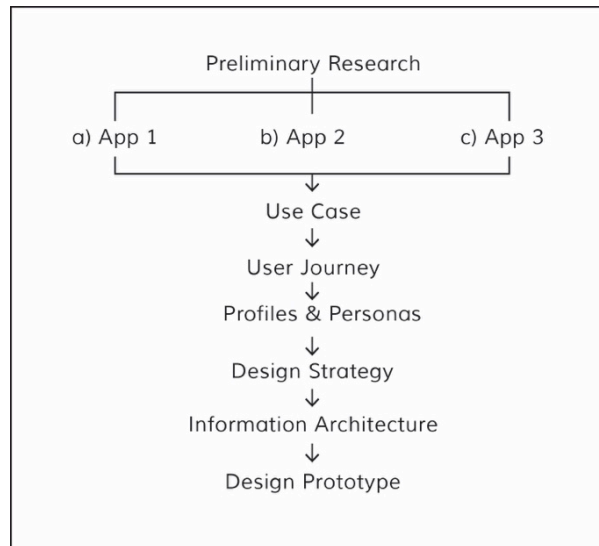 Preliminary Research
a) App 1 b) App 2 c) App 3
Use Case
User Journey
Profiles & Personas
Design Strategy
Information Architecture
Design Prototype